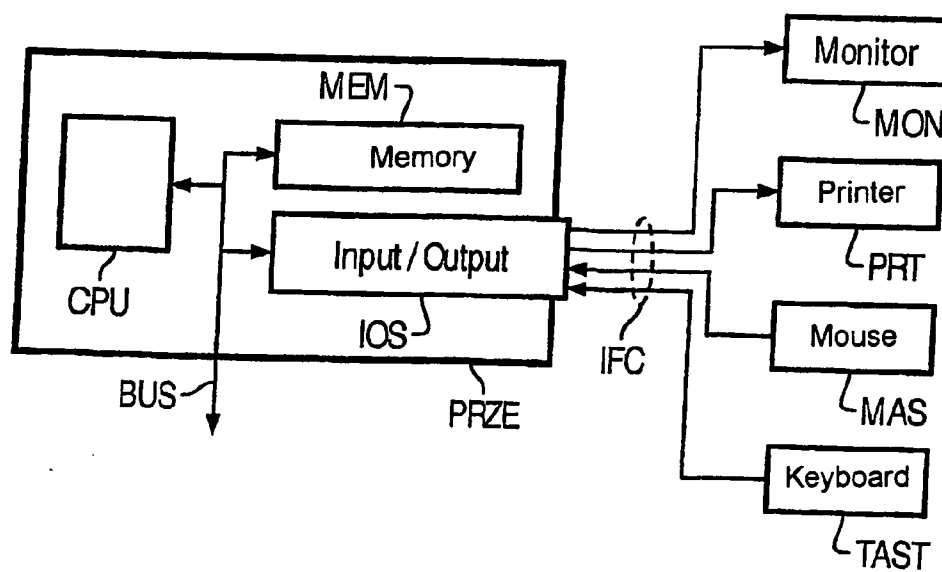 Monitor
MON
MEM
Memory
Printer
PRT
Input / Output
IOS
CPU
IFC
Mouse
MAS
BUS
PRZE
Keyboard
TAST